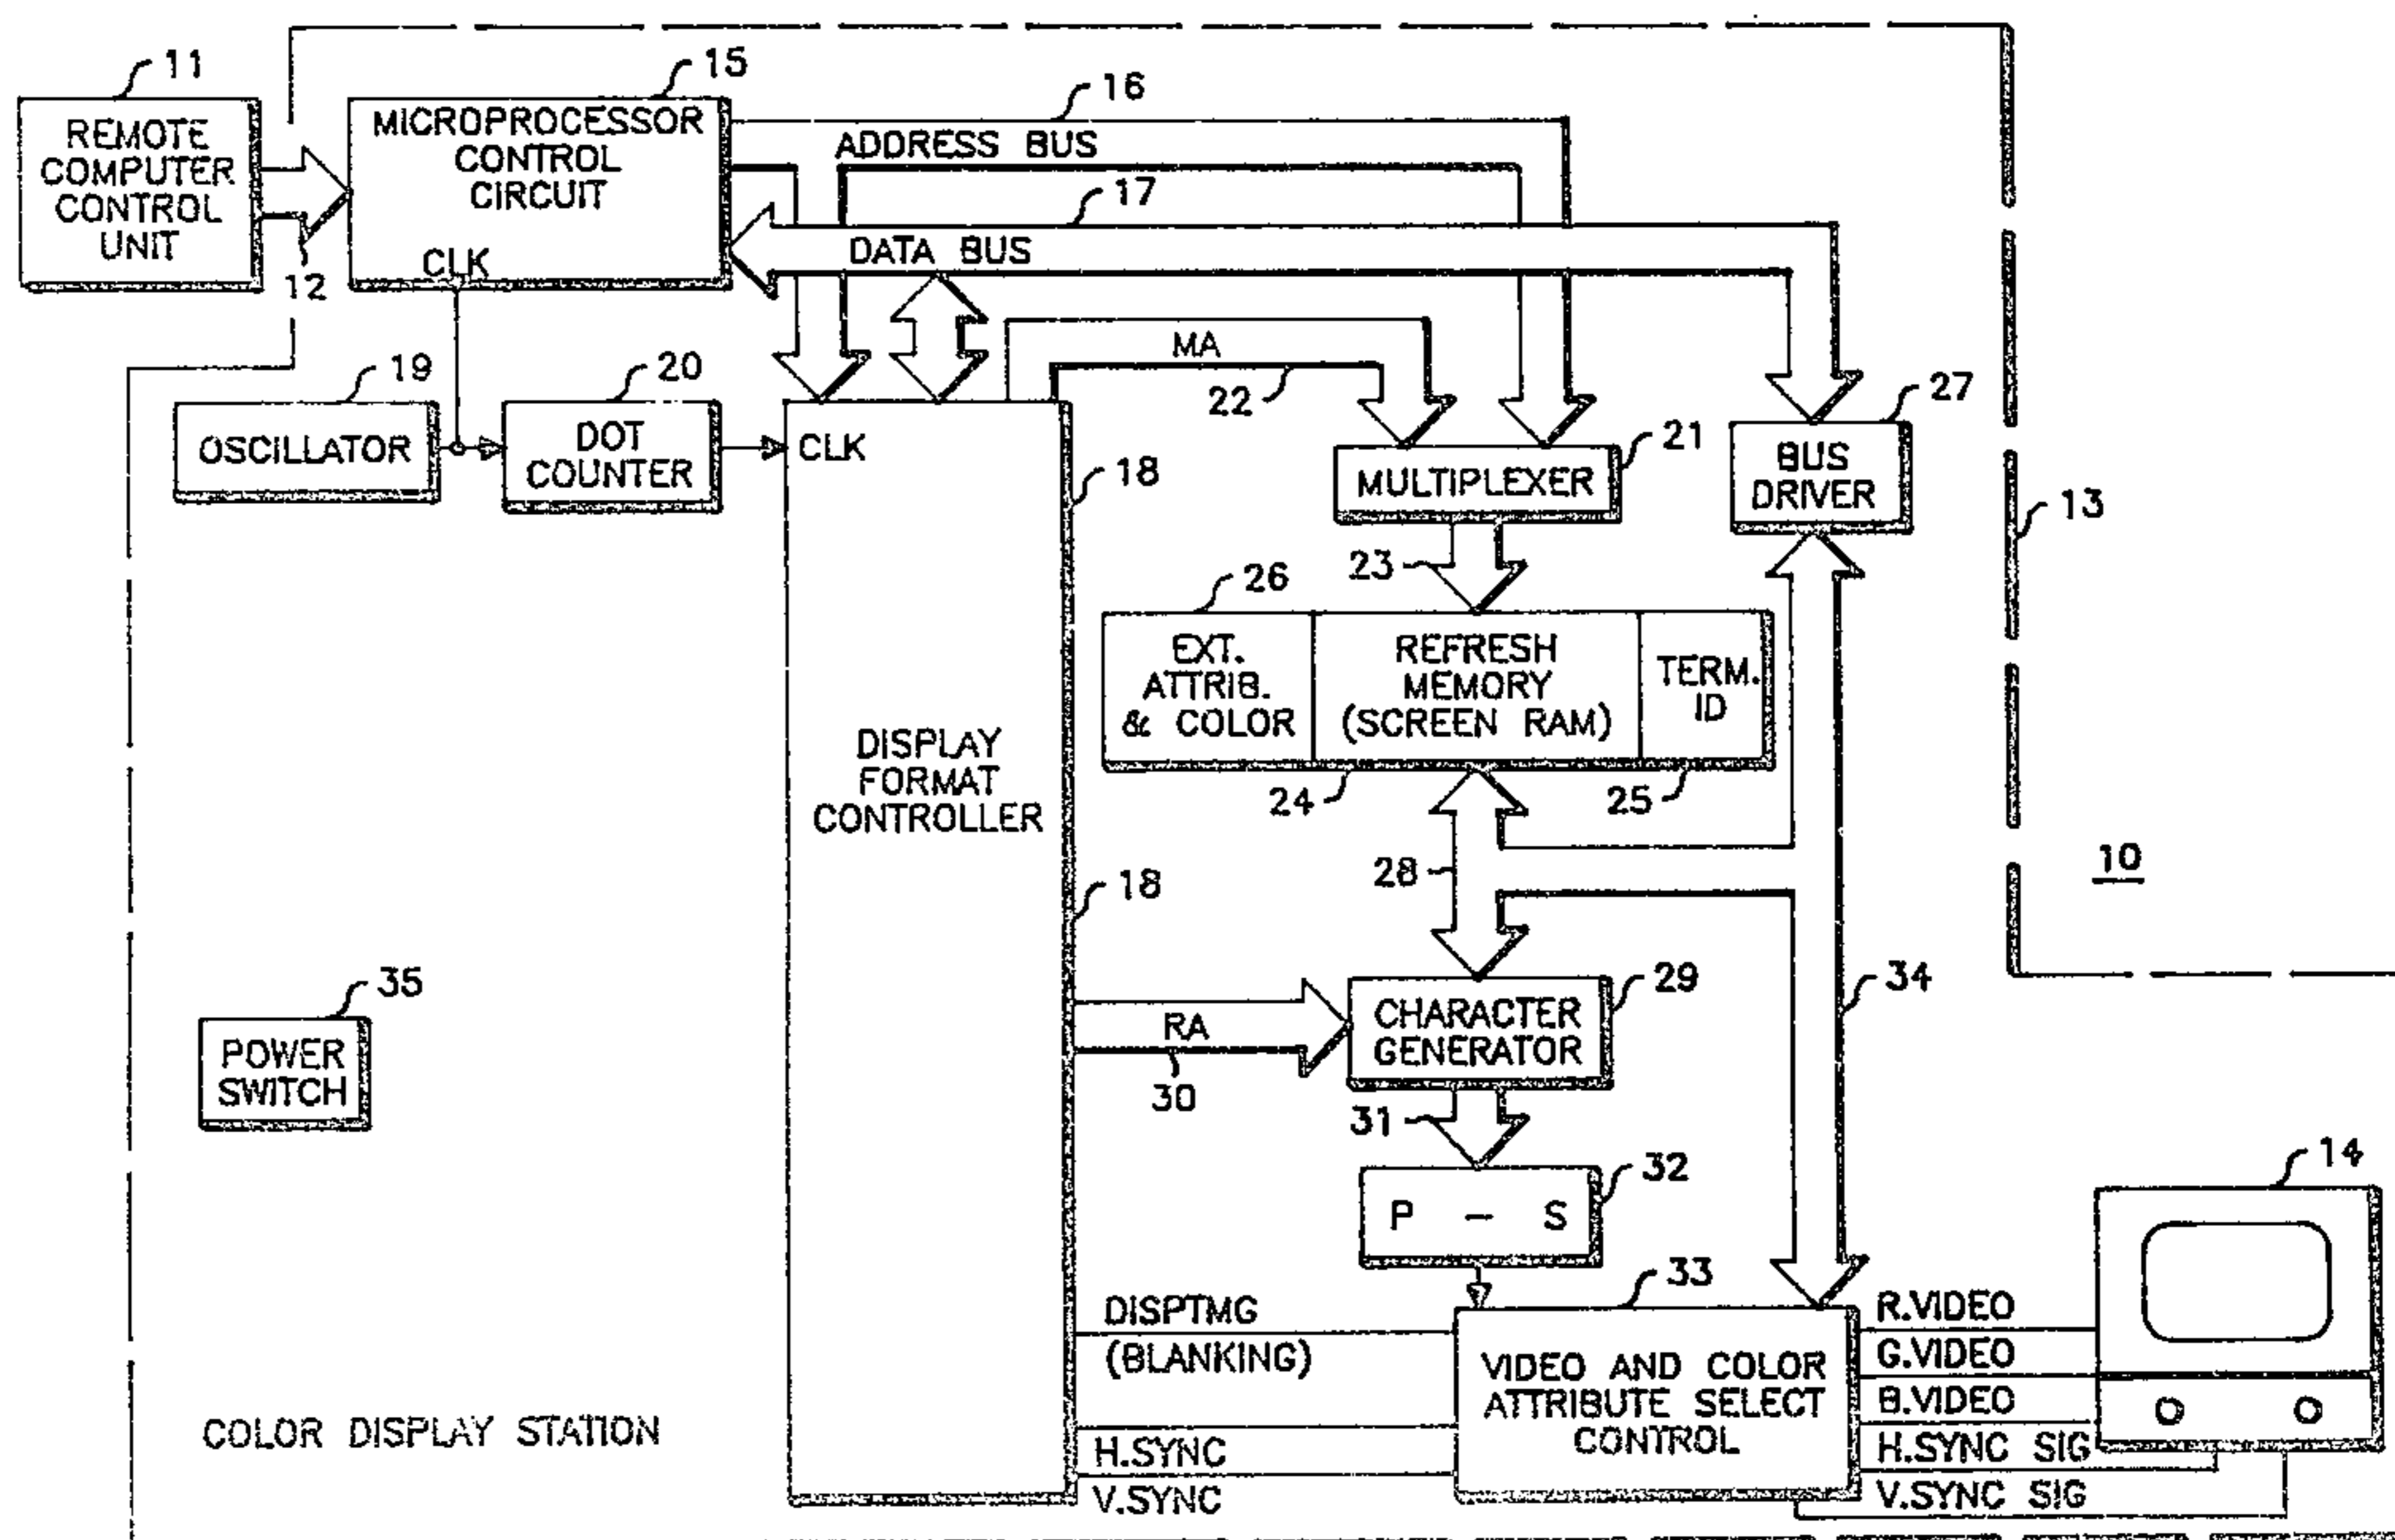 11
REMOTE
COMPUTER
CONTROL
UNIT
12
15
MICROPROCESSOR
CONTROL
CIRCUIT
CLK
16
ADDRESS BUS
17
DATA BUS
19
OSCILLATOR
20
DOT
COUNTER
CLK
MA
22
18
DISPLAY
FORMAT
CONTROLLER
18
21
MULTIPLEXER
27
BUS
DRIVER
13
23
26
EXT.
ATTRIB.
& COLOR
REFRESH
MEMORY
(SCREEN RAM)
TERM.
ID
24
25
28
10
35
POWER
SWITCH
RA
30
29
CHARACTER
GENERATOR
34
31
32
P - S
33
14
DISPTMG
(BLANKING)
H.SYNC
V.SYNC
VIDEO AND COLOR
ATTRIBUTE SELECT
CONTROL
R.VIDEO
G.VIDEO
B.VIDEO
H.SYNC SIG
V.SYNC SIG
COLOR DISPLAY STATION